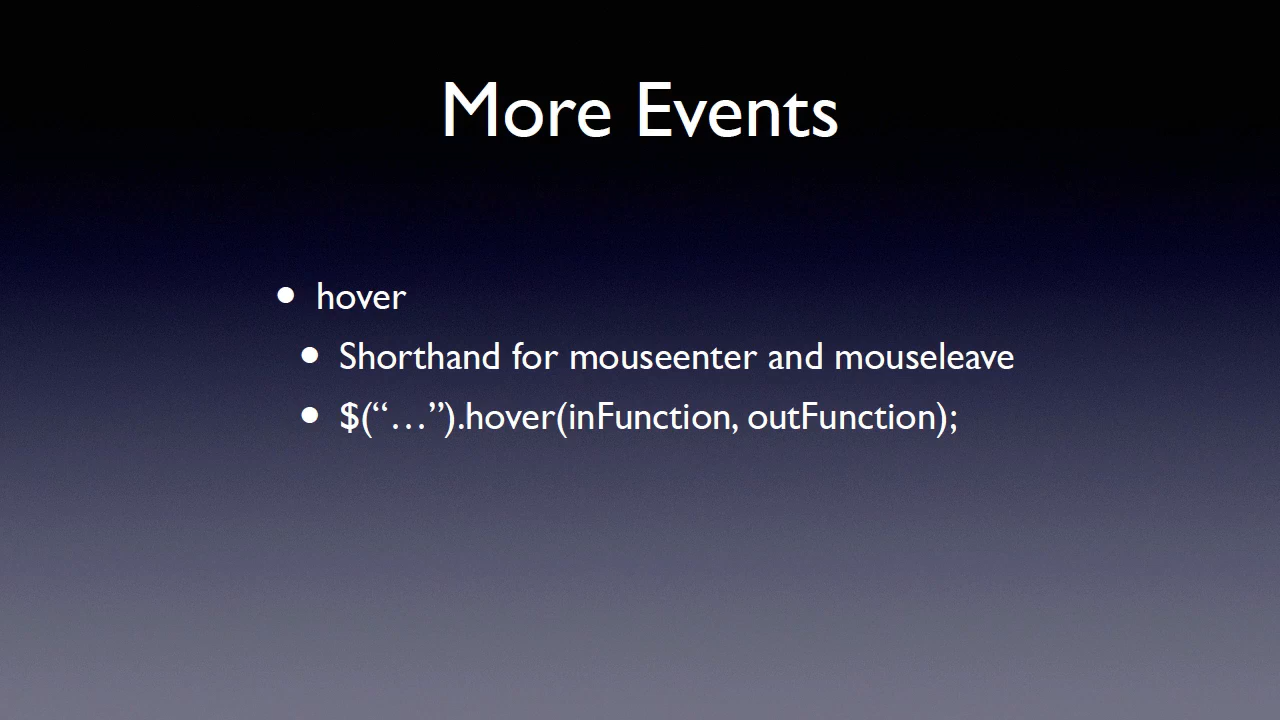 More Events
• hover
• Shorthand for mouseenter and mouseleave
• $(“…”).hover(inFunction, outFunction);